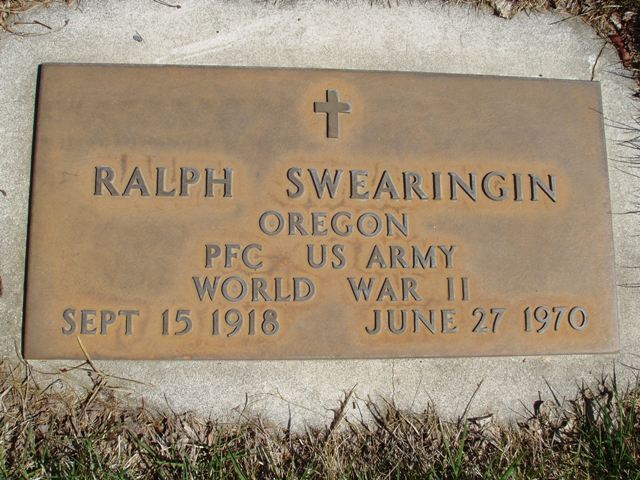 RALPH SWEARINGIN
OREGON
PFC US ARMY
WORLD WAR II
SEPT 15 1918 JUNE 27 1970